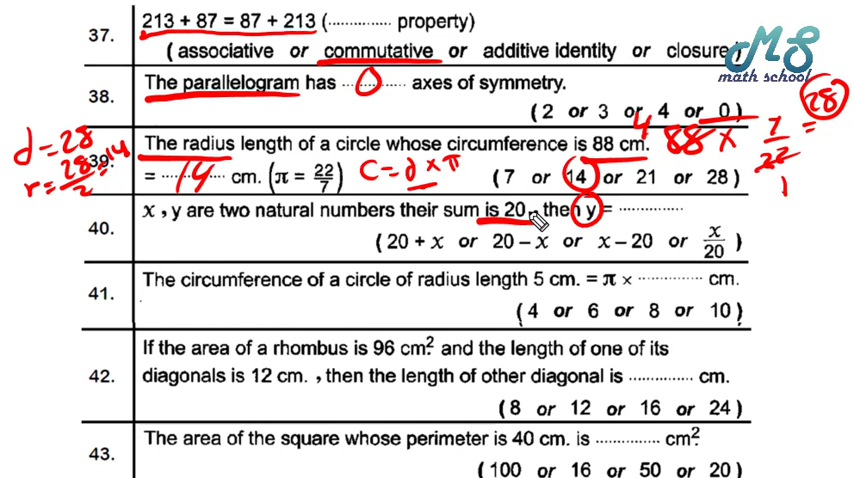 37. 213 + 87 = 87 + 213 (............ property)
( associative or commutative or additive identity or closure )
MS
math school
38. The parallelogram has ......0...... axes of symmetry.
( 2 or 3 or 4 or 0 )
28
d = 28
r = 28/2 = 14
4
88 × 7/22 =
1
39. The radius length of a circle whose circumference is 88 cm.
= ....14.... cm. (π = 22/7) C = d × π ( 7 or 14 or 21 or 28 )
40. x, y are two natural numbers their sum is 20, then y = ............
( 20 + x or 20 – x or x – 20 or x/20 )
41. The circumference of a circle of radius length 5 cm. = π × ............ cm.
( 4 or 6 or 8 or 10 )
42. If the area of a rhombus is 96 cm² and the length of one of its
diagonals is 12 cm. , then the length of other diagonal is ............ cm.
( 8 or 12 or 16 or 24 )
43. The area of the square whose perimeter is 40 cm. is ............ cm².
( 100 or 16 or 50 or 20 )